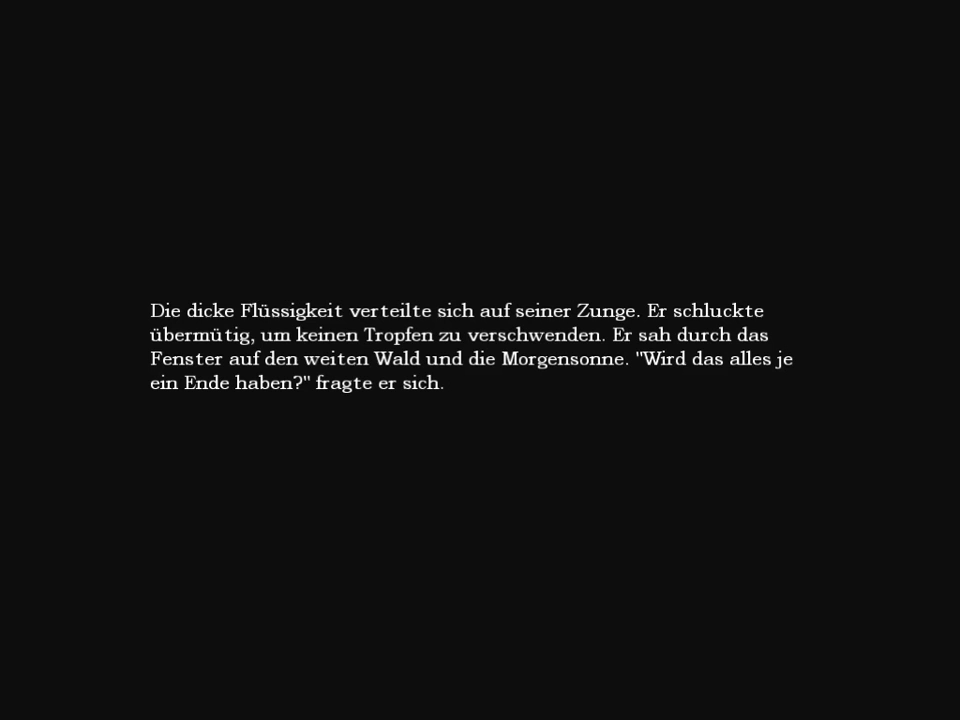 Die dicke Flüssigkeit verteilte sich auf seiner Zunge. Er schluckte
übermütig, um keinen Tropfen zu verschwenden. Er sah durch das
Fenster auf den weiten Wald und die Morgensonne. "Wird das alles je
ein Ende haben?" fragte er sich.